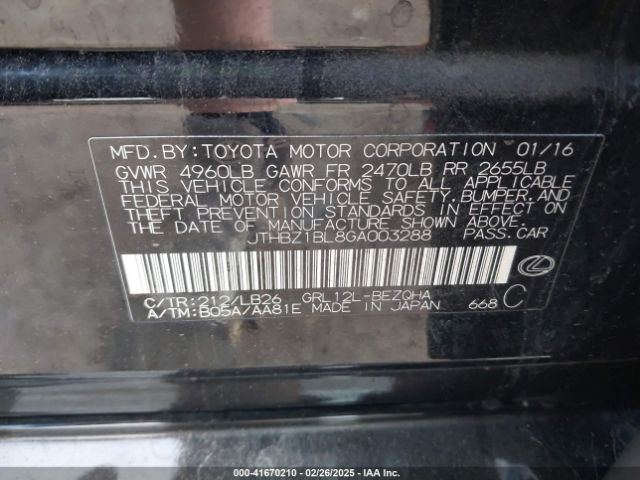 MFD.BY:TOYOTA MOTOR CORPORATION 01/16
GVWR 4960LB GAWR FR 2470LB RR 2655LB
THIS VEHICLE CONFORMS TO ALL APPLICABLE
FEDERAL MOTOR VEHICLE SAFETY,BUMPER,AND
THEFT PREVENTION STANDARDS IN EFFECT ON
THE DATE OF MANUFACTURE SHOWN ABOVE.
JTHBZ1BL8GA003288 PASS.CAR
C/TR:212/LB26 GRL12L-BEZQHA
A/TM:B05A/AA81E MADE IN JAPAN 668 C
000-41670210 | 02/26/2025 | IAA Inc.